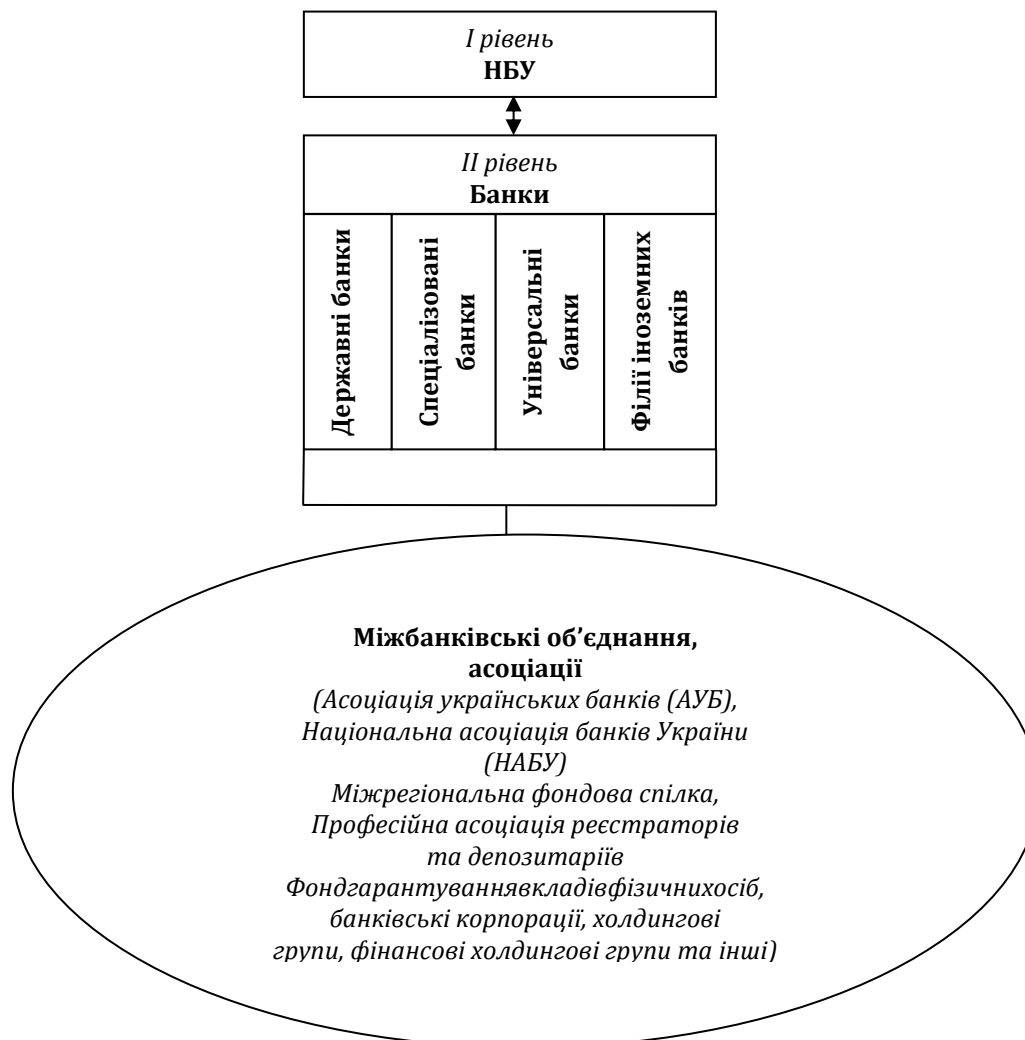 І рівень
НБУ
ІІ рівень
Банки
Державні банки
Спеціалізовані
банки
Універсальні
банки
Філії іноземних
банків
Міжбанківські об’єднання,
асоціації
(Асоціація українських банків (АУБ),
Національна асоціація банків України
(НАБУ)
Міжрегіональна фондова спілка,
Професійна асоціація реєстраторів
та депозитаріїв
Фондгарантуваннявкладівфізичнихосіб,
банківські корпорації, холдингові
групи, фінансові холдингові групи та інші)